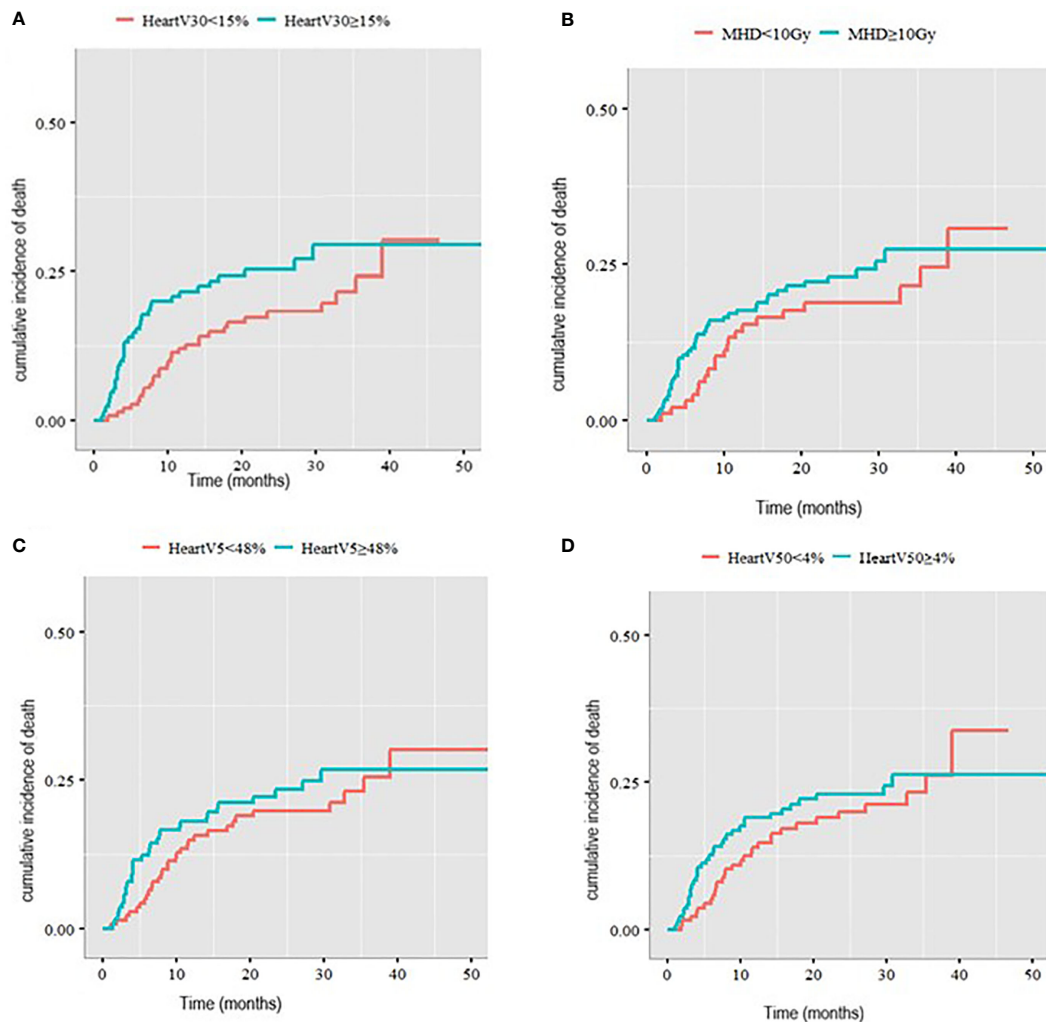 A
HeartV30<15% HeartV30≥15%
cumulative incidence of death
0.50
0.25
0.00
0 10 20 30 40 50
Time (months)
B
MHD<10Gy MHD≥10Gy
cumulative incidence of death
0.50
0.25
0.00
0 10 20 30 40 50
Time (months)
C
HeartV5<48% HeartV5≥48%
cumulative incidence of death
0.50
0.25
0.00
0 10 20 30 40 50
Time (months)
D
HeartV50<4% HeartV50≥4%
cumulative incidence of death
0.50
0.25
0.00
0 10 20 30 40 50
Time (months)